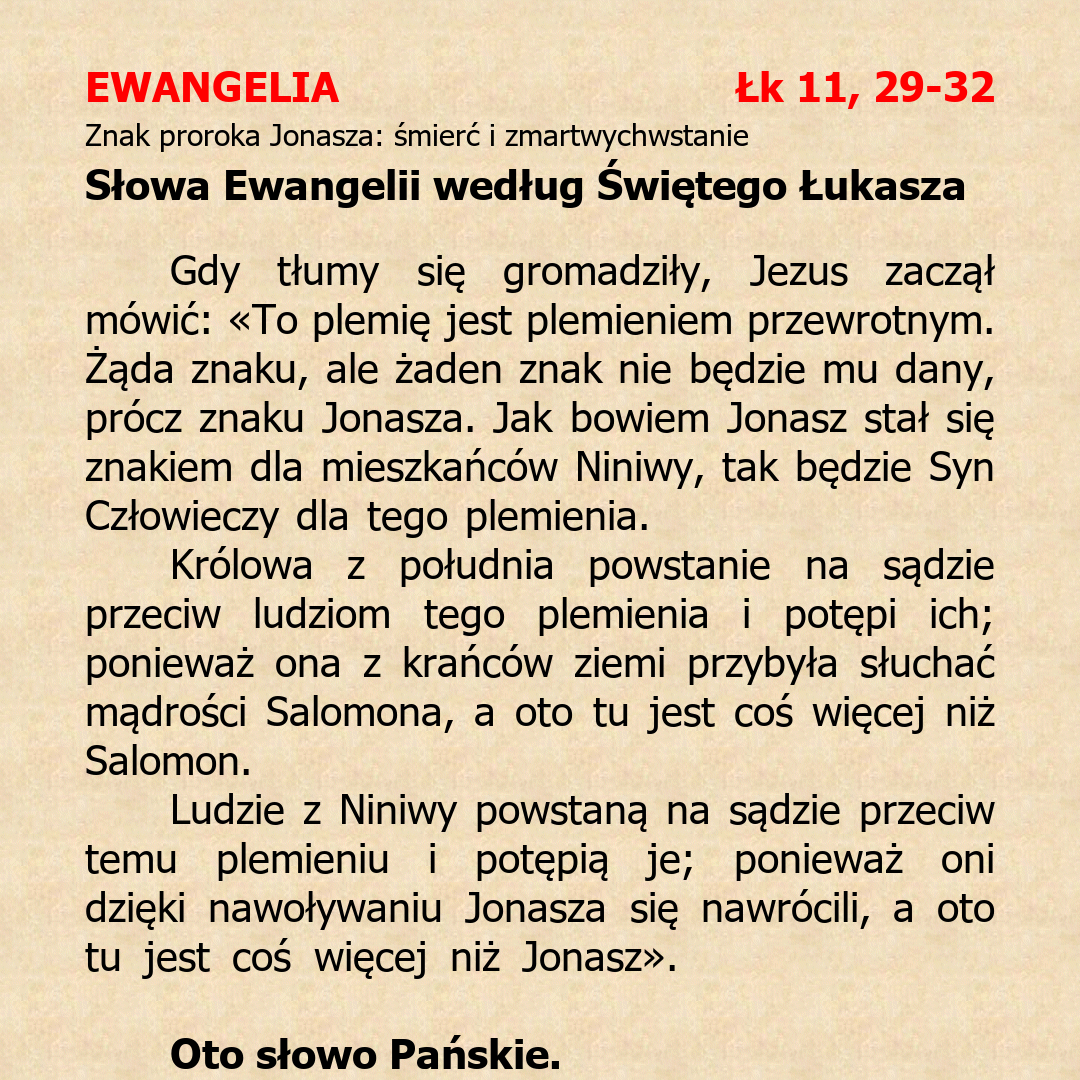 EWANGELIA Łk 11, 29-32
Znak proroka Jonasza: śmierć i zmartwychwstanie
Słowa Ewangelii według Świętego Łukasza
Gdy tłumy się gromadziły, Jezus zaczął
mówić: «To plemię jest plemieniem przewrotnym.
Żąda znaku, ale żaden znak nie będzie mu dany,
prócz znaku Jonasza. Jak bowiem Jonasz stał się
znakiem dla mieszkańców Niniwy, tak będzie Syn
Człowieczy dla tego plemienia.
Królowa z południa powstanie na sądzie
przeciw ludziom tego plemienia i potępi ich;
ponieważ ona z krańców ziemi przybyła słuchać
mądrości Salomona, a oto tu jest coś więcej niż
Salomon.
Ludzie z Niniwy powstaną na sądzie przeciw
temu plemieniu i potępią je; ponieważ oni
dzięki nawoływaniu Jonasza się nawrócili, a oto
tu jest coś więcej niż Jonasz».
Oto słowo Pańskie.